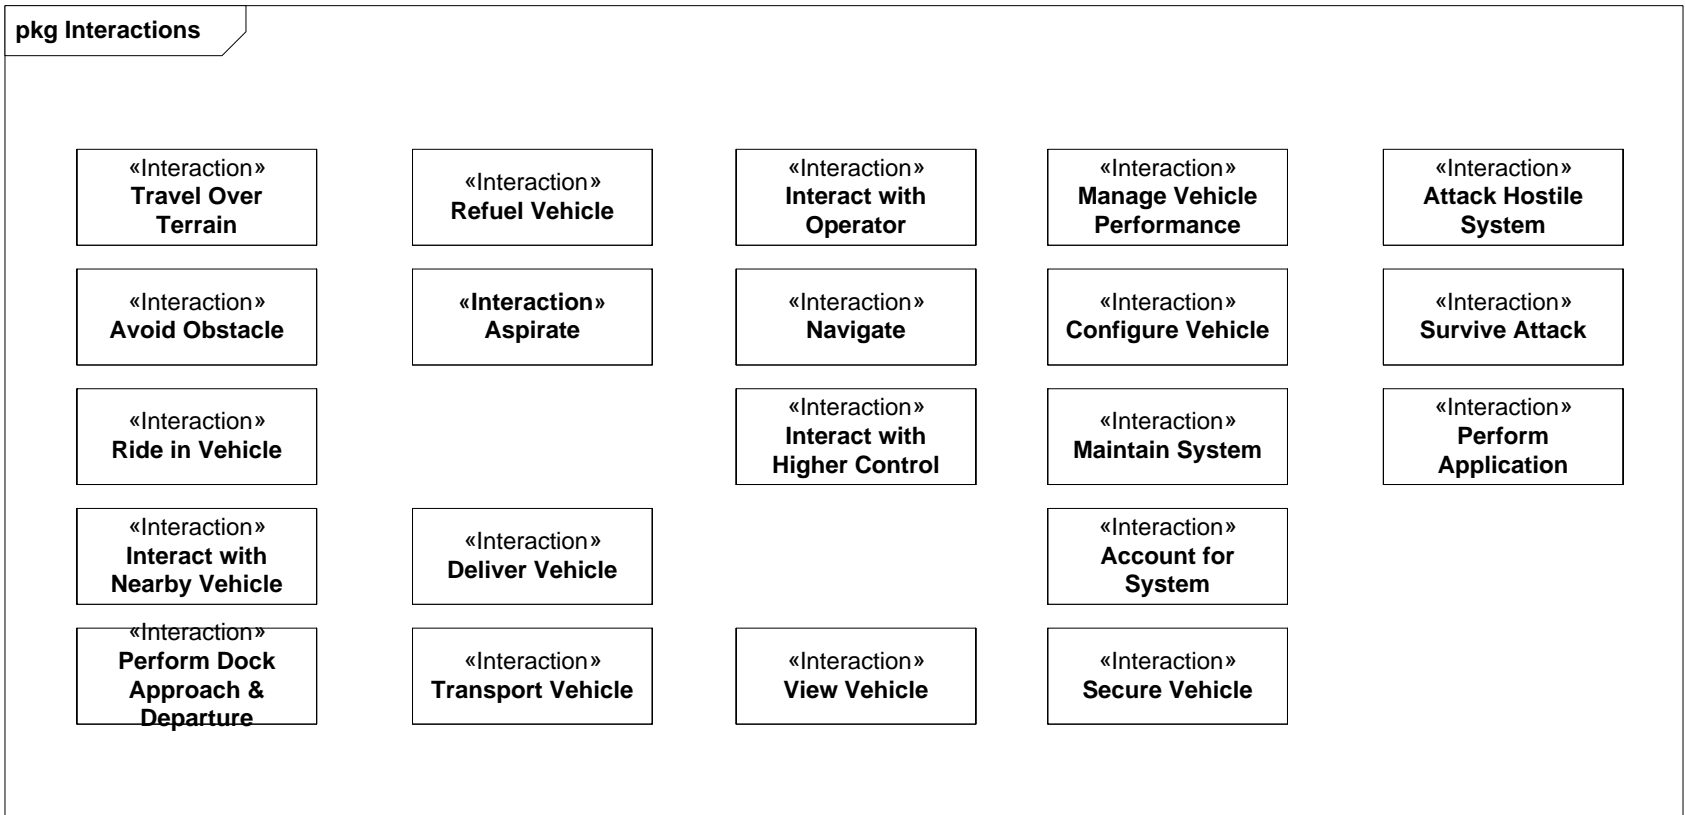 pkg Interactions
«Interaction»
Travel Over
Terrain
«Interaction»
Refuel Vehicle
«Interaction»
Interact with
Operator
«Interaction»
Manage Vehicle
Performance
«Interaction»
Attack Hostile
System
«Interaction»
Avoid Obstacle
«Interaction»
Aspirate
«Interaction»
Navigate
«Interaction»
Configure Vehicle
«Interaction»
Survive Attack
«Interaction»
Ride in Vehicle
«Interaction»
Interact with
Higher Control
«Interaction»
Maintain System
«Interaction»
Perform
Application
«Interaction»
Interact with
Nearby Vehicle
«Interaction»
Deliver Vehicle
«Interaction»
Account for
System
«Interaction»
Perform Dock
Approach &
Departure
«Interaction»
Transport Vehicle
«Interaction»
View Vehicle
«Interaction»
Secure Vehicle